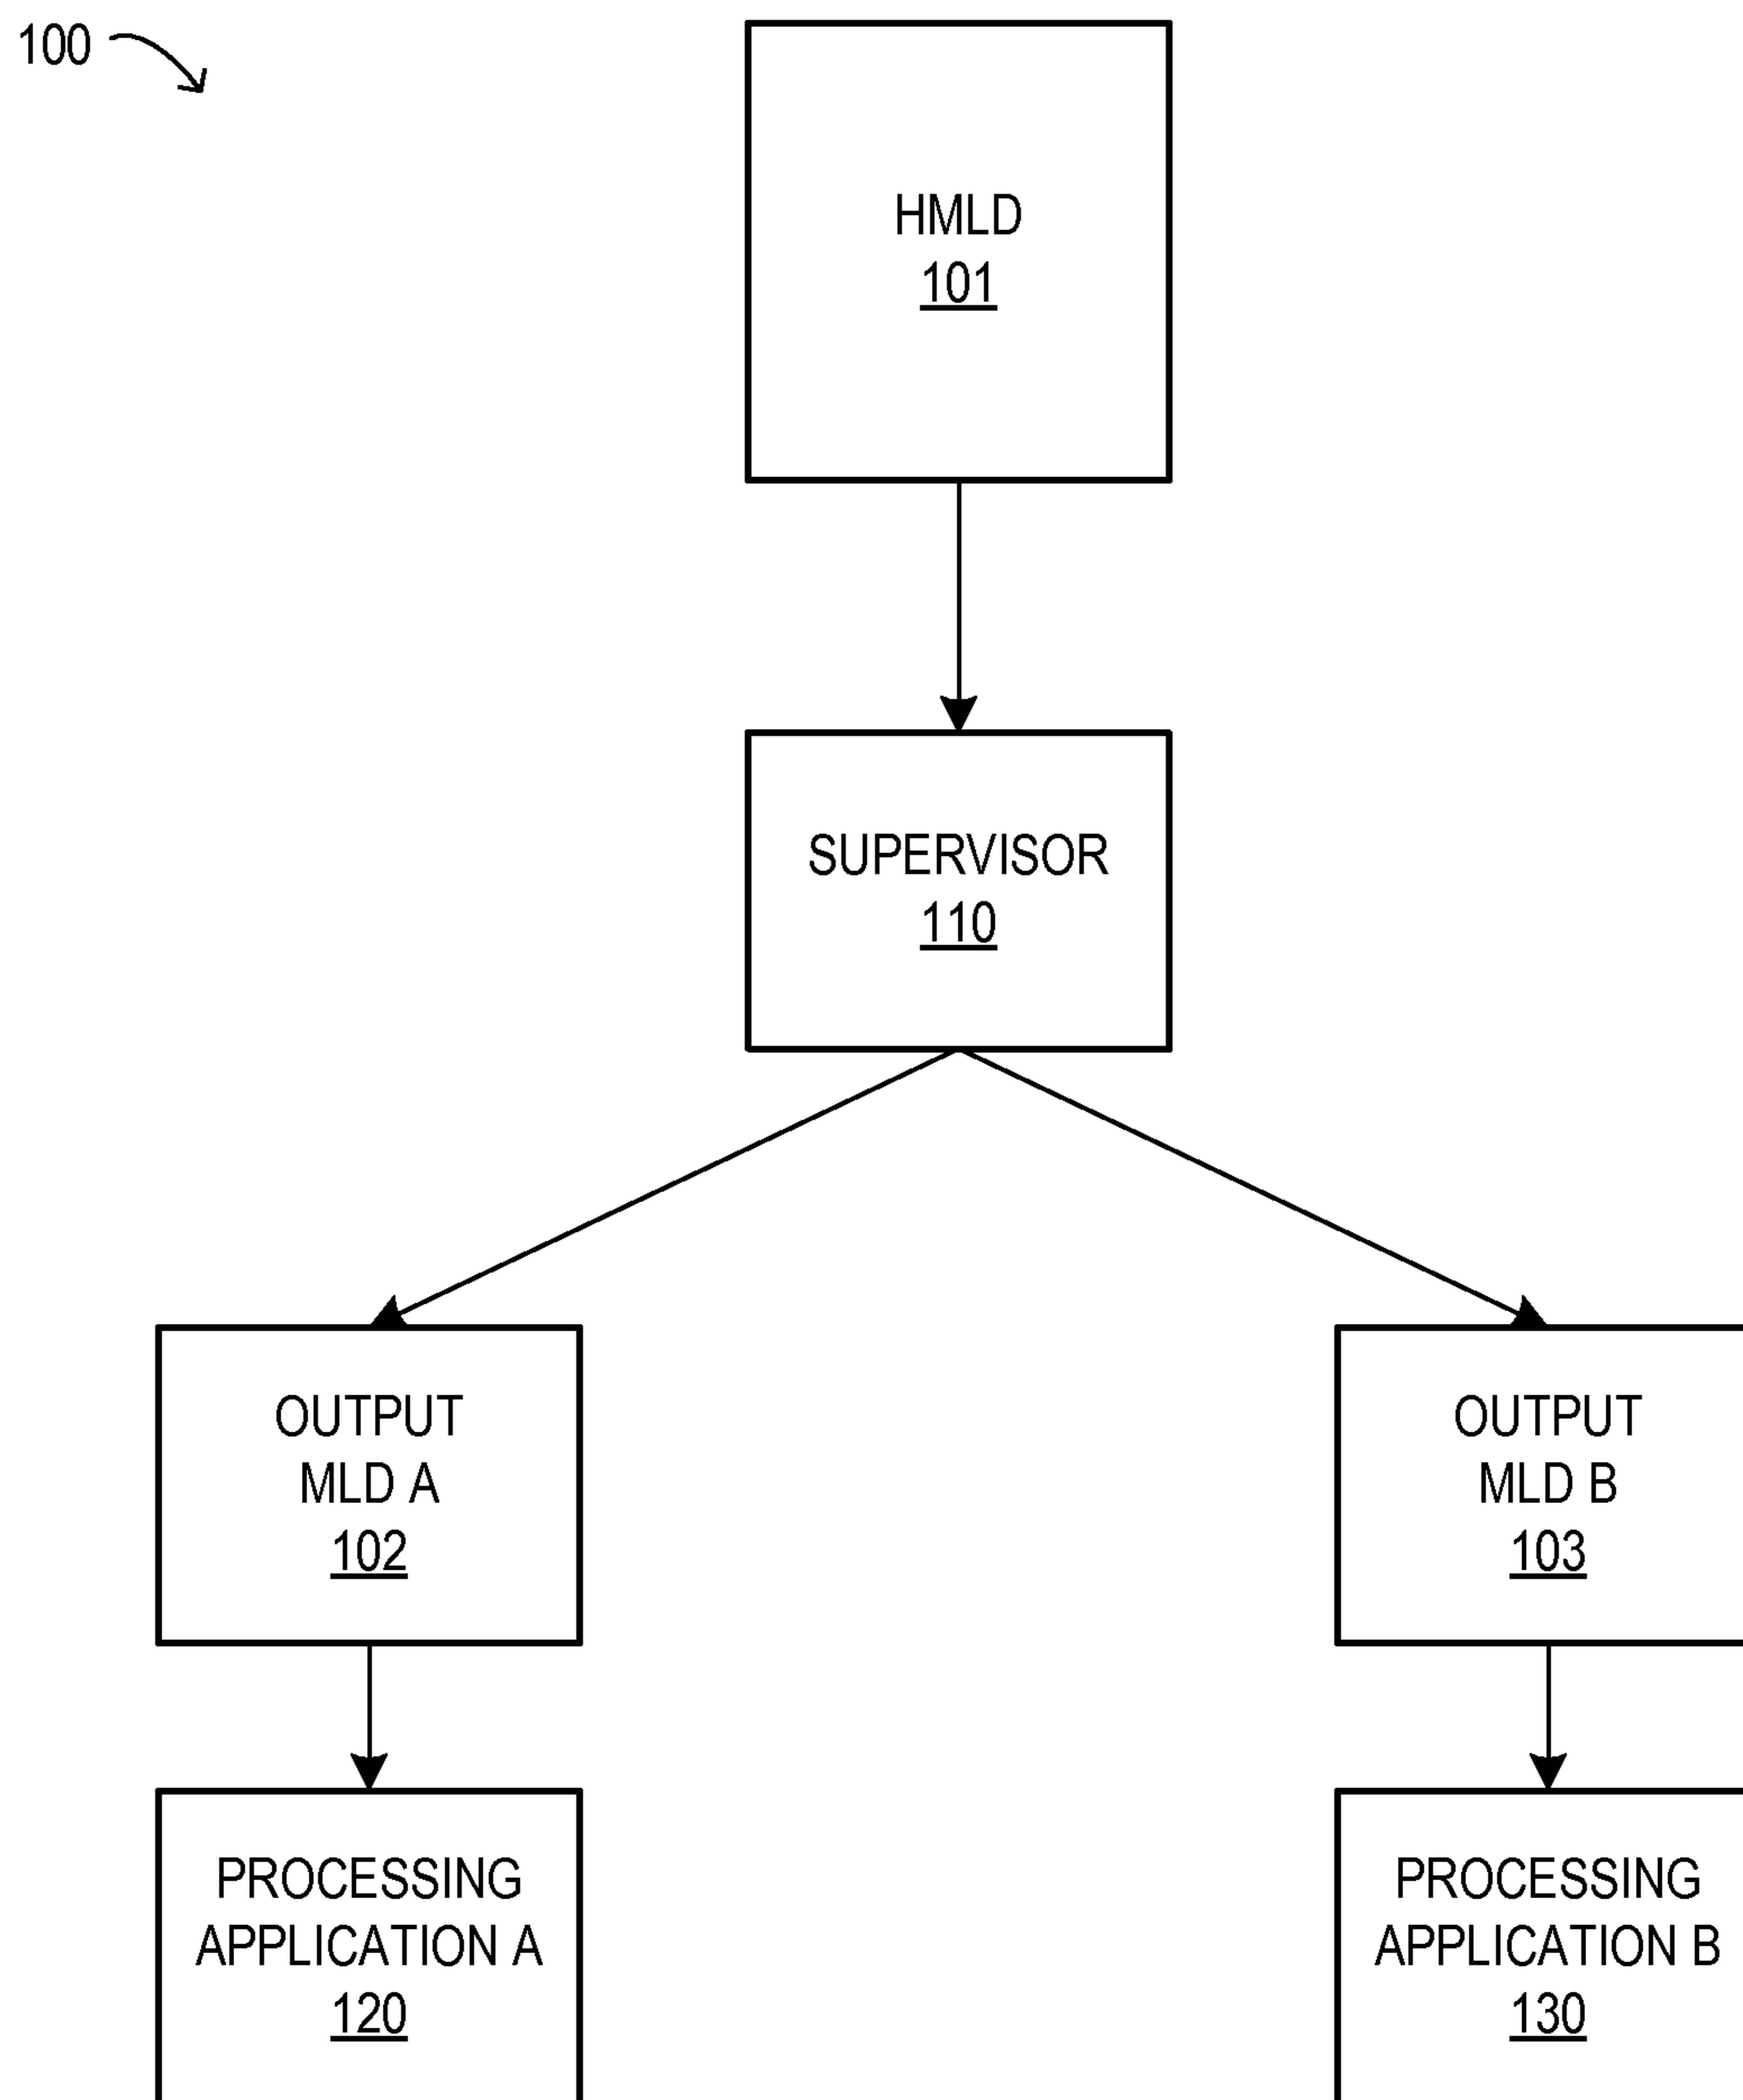 100
HMLD
101
SUPERVISOR
110
OUTPUT
MLD A
102
OUTPUT
MLD B
103
PROCESSING
APPLICATION A
120
PROCESSING
APPLICATION B
130